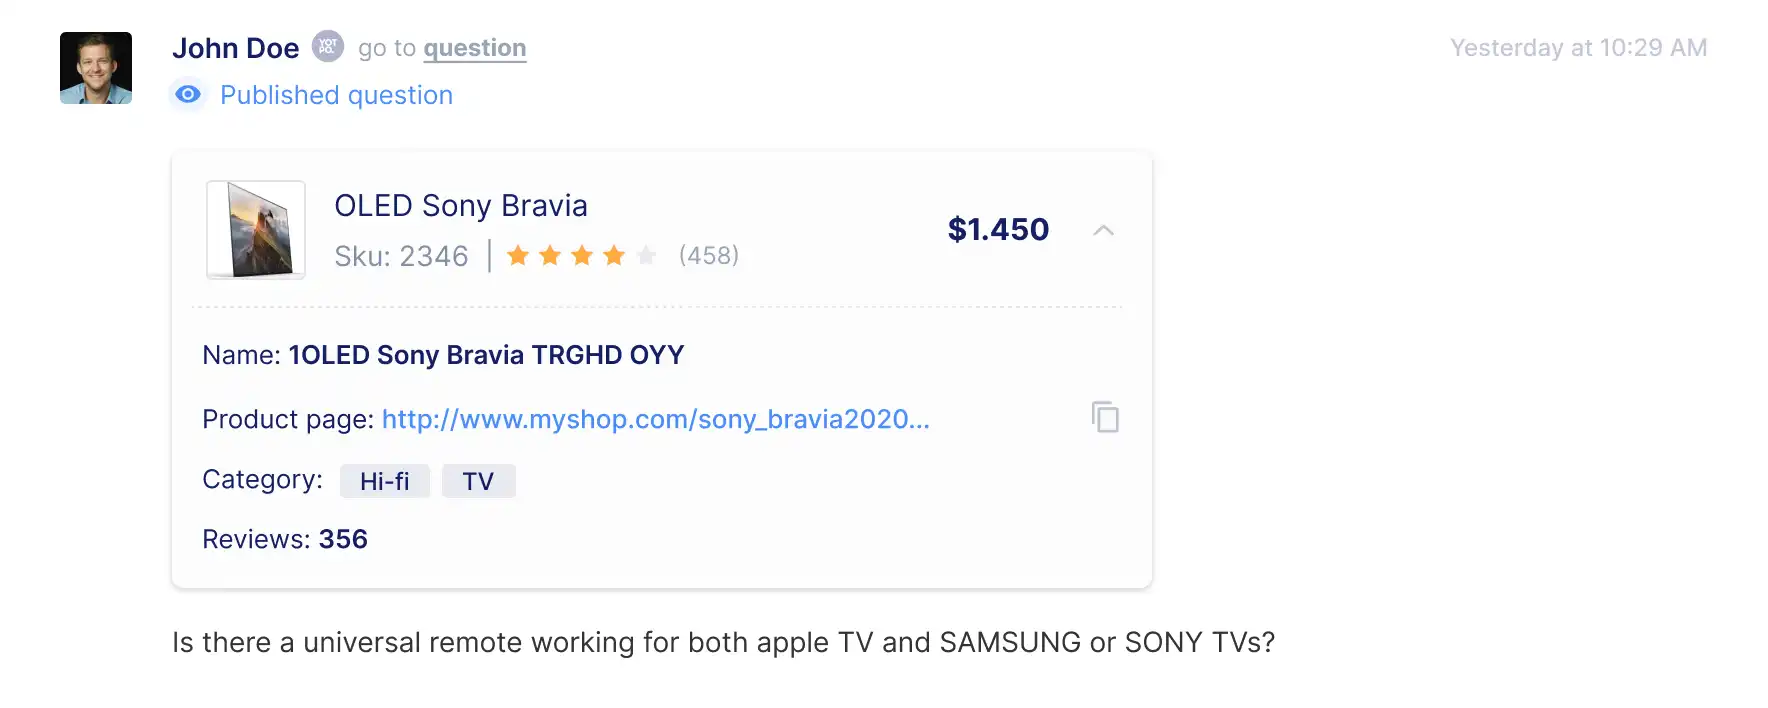 John Doe YOTPO. go to question
Yesterday at 10:29 AM
Published question
OLED Sony Bravia
$1.450
Sku: 2346 | (458)
Name: 1OLED Sony Bravia TRGHD OYY
Product page: http://www.myshop.com/sony_bravia2020...
Category: Hi-fi TV
Reviews: 356
Is there a universal remote working for both apple TV and SAMSUNG or SONY TVs?